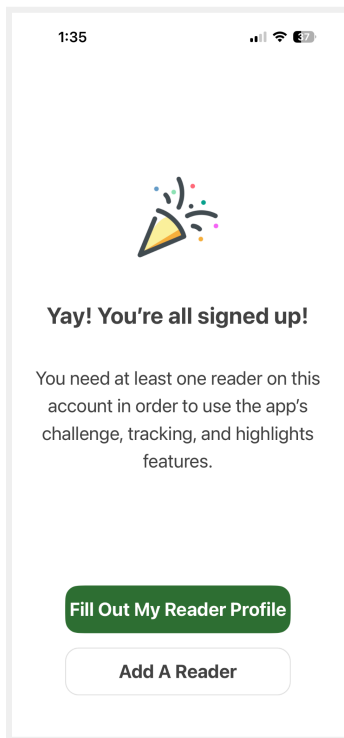 1:35
37
Yay! You’re all signed up!
You need at least one reader on this
account in order to use the app’s
challenge, tracking, and highlights
features.
Fill Out My Reader Profile
Add A Reader